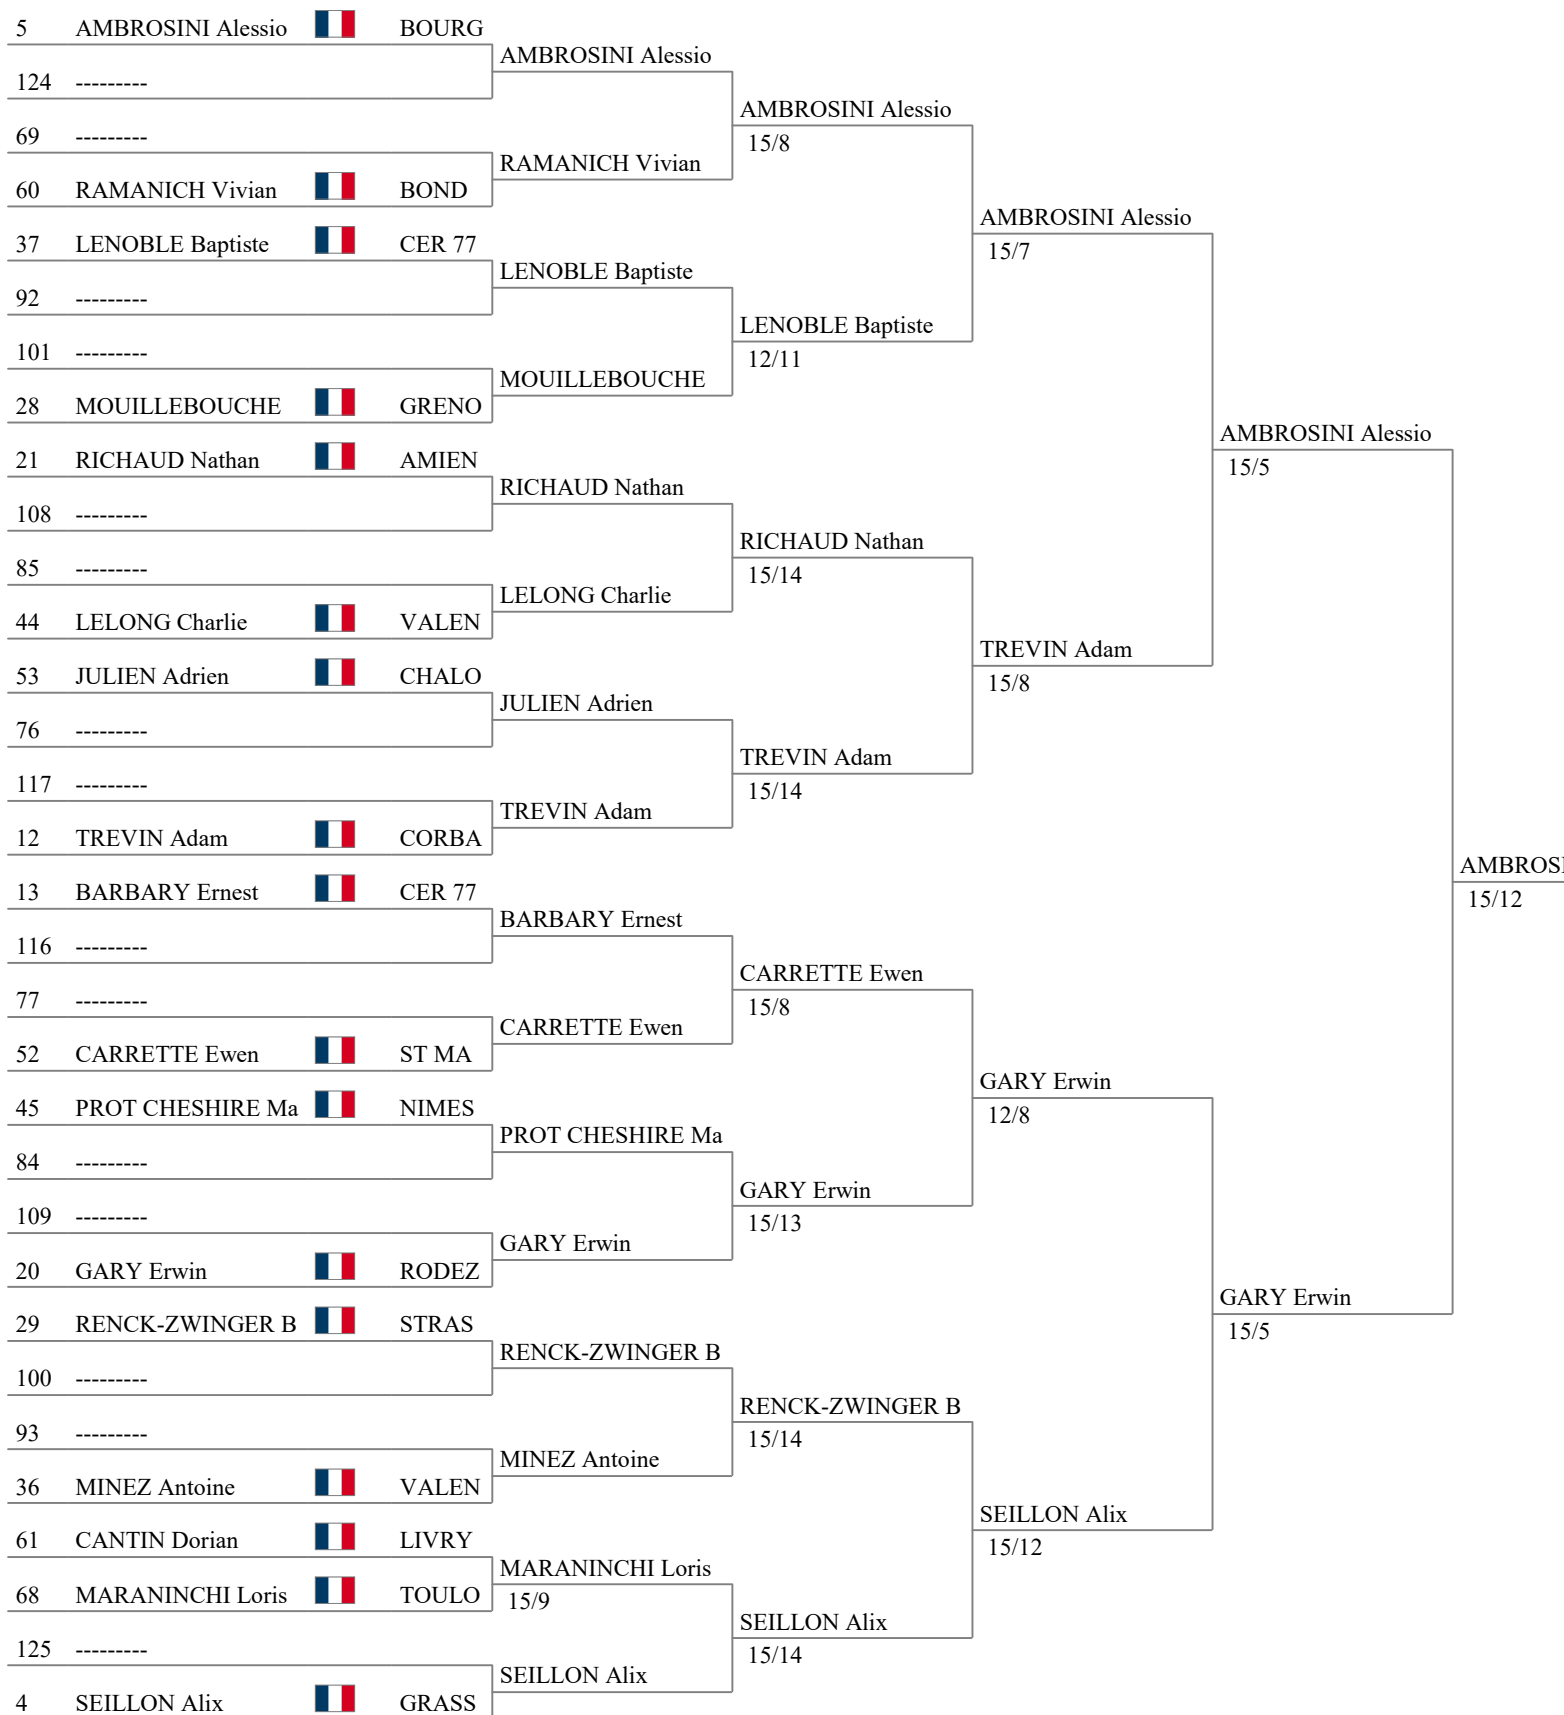 5 AMBROSINI Alessio BOURG
124 ---------
69 ---------
60 RAMANICH Vivian BOND
37 LENOBLE Baptiste CER 77
92 ---------
101 ---------
28 MOUILLEBOUCHE GRENO
21 RICHAUD Nathan AMIEN
108 ---------
85 ---------
44 LELONG Charlie VALEN
53 JULIEN Adrien CHALO
76 ---------
117 ---------
12 TREVIN Adam CORBA
13 BARBARY Ernest CER 77
116 ---------
77 ---------
52 CARRETTE Ewen ST MA
45 PROT CHESHIRE Ma NIMES
84 ---------
109 ---------
20 GARY Erwin RODEZ
29 RENCK-ZWINGER B STRAS
100 ---------
93 ---------
36 MINEZ Antoine VALEN
61 CANTIN Dorian LIVRY
68 MARANINCHI Loris TOULO
125 ---------
4 SEILLON Alix GRASS
AMBROSINI Alessio
RAMANICH Vivian
LENOBLE Baptiste
MOUILLEBOUCHE
RICHAUD Nathan
LELONG Charlie
JULIEN Adrien
TREVIN Adam
BARBARY Ernest
CARRETTE Ewen
PROT CHESHIRE Ma
GARY Erwin
RENCK-ZWINGER B
MINEZ Antoine
MARANINCHI Loris
15/9
SEILLON Alix
AMBROSINI Alessio
15/8
LENOBLE Baptiste
12/11
RICHAUD Nathan
15/14
TREVIN Adam
15/14
CARRETTE Ewen
15/8
GARY Erwin
15/13
RENCK-ZWINGER B
15/14
SEILLON Alix
15/14
AMBROSINI Alessio
15/7
TREVIN Adam
15/8
GARY Erwin
12/8
SEILLON Alix
15/12
AMBROSINI Alessio
15/5
GARY Erwin
15/5
AMBROSI
15/12